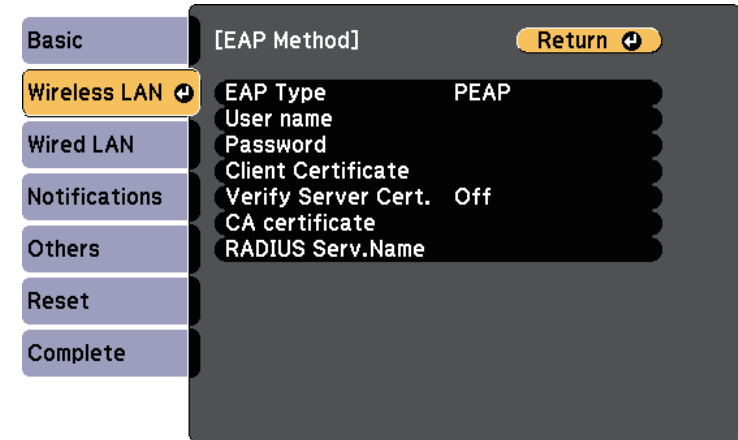 Basic
Wireless LAN
Wired LAN
Notifications
Others
Reset
Complete
[EAP Method]
Return
EAP Type PEAP
User name
Password
Client Certificate
Verify Server Cert. Off
CA certificate
RADIUS Serv.Name